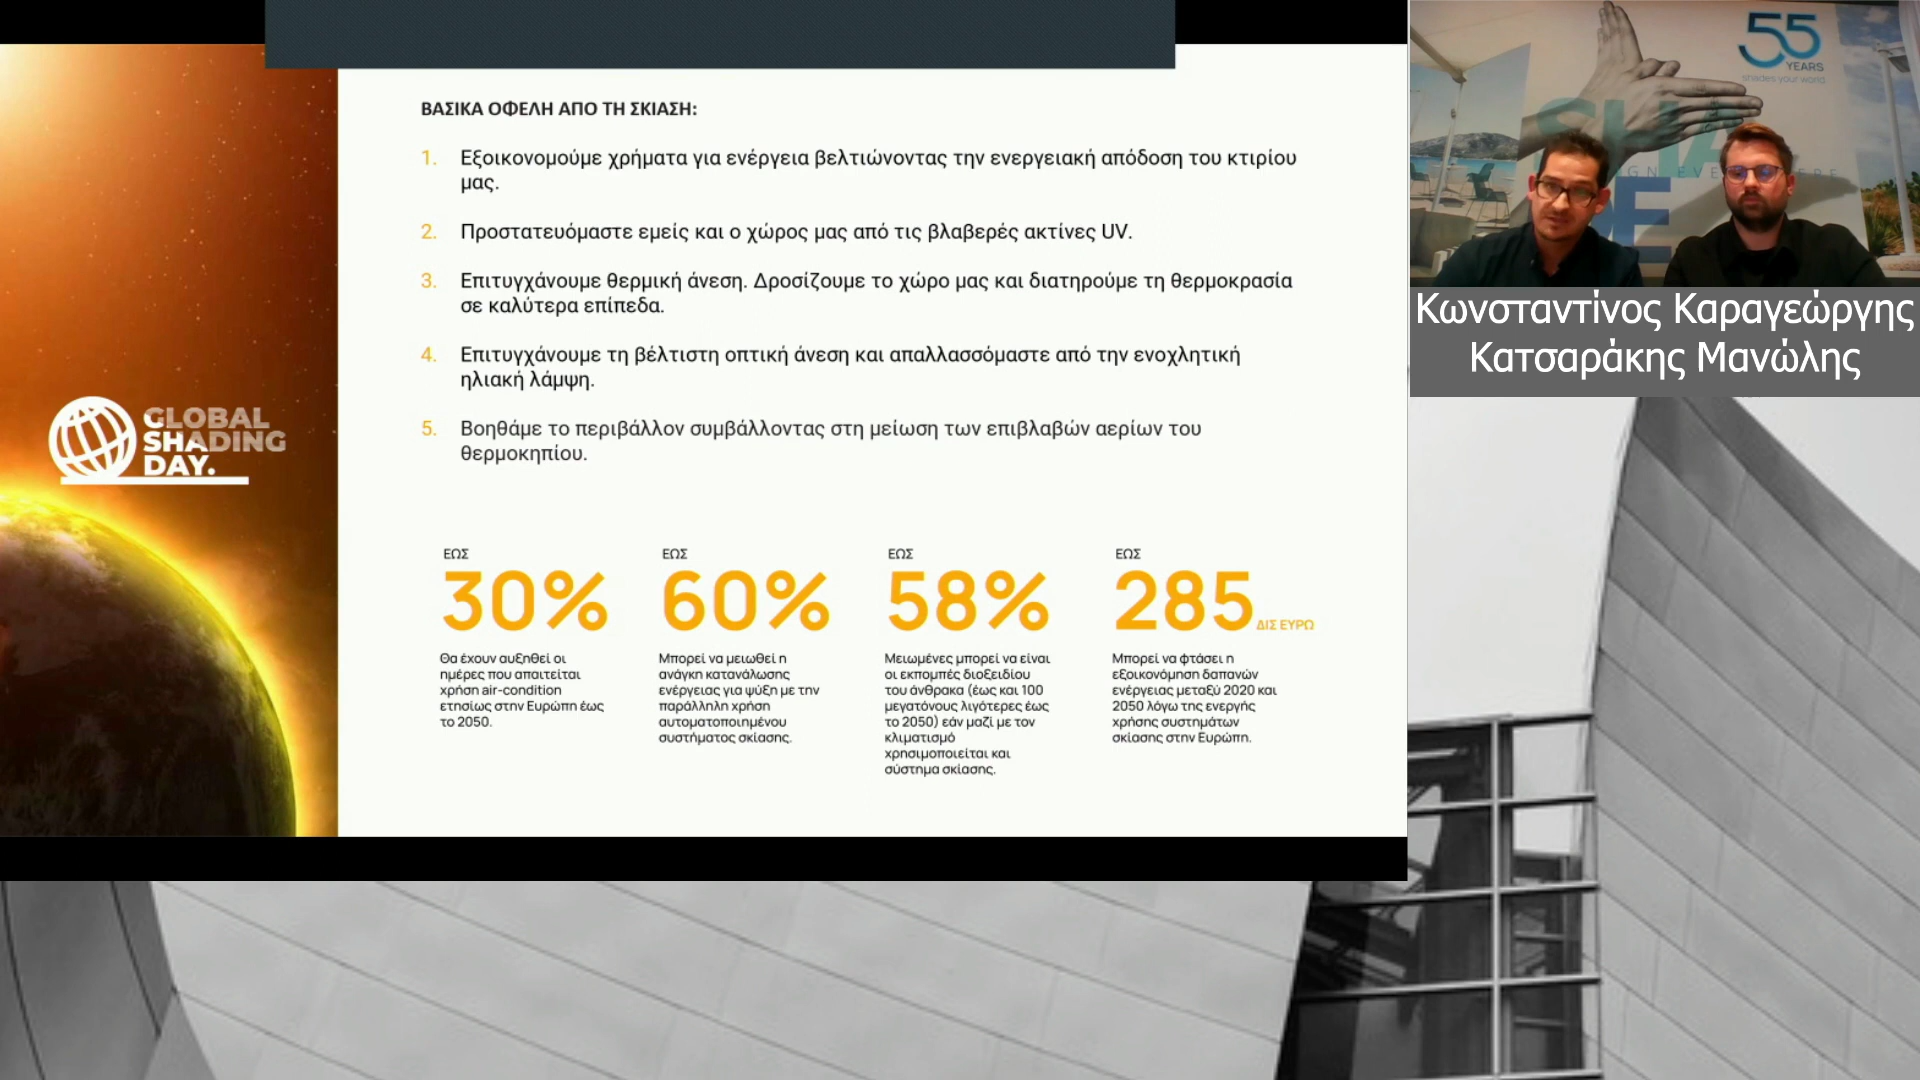 ΒΑΣΙΚΑ ΟΦΕΛΗ ΑΠΟ ΤΗ ΣΚΙΑΣΗ:
1. Εξοικονομούμε χρήματα για ενέργεια βελτιώνοντας την ενεργειακή απόδοση του κτιρίου
μας.
2. Προστατευόμαστε εμείς και ο χώρος μας από τις βλαβερές ακτίνες UV.
3. Επιτυγχάνουμε θερμική άνεση. Δροσίζουμε το χώρο μας και διατηρούμε τη θερμοκρασία
σε καλύτερα επίπεδα.
4. Επιτυγχάνουμε τη βέλτιστη οπτική άνεση και απαλλασσόμαστε από την ενοχλητική
ηλιακή λάμψη.
5. Βοηθάμε το περιβάλλον συμβάλλοντας στη μείωση των επιβλαβών αερίων του
θερμοκηπίου.
GLOBAL
SHADING
DAY.
ΕΩΣ
30%
Θα έχουν αυξηθεί οι
ημέρες που απαιτείται
χρήση air-condition
ετησίως στην Ευρώπη έως
το 2050.
ΕΩΣ
60%
Μπορεί να μειωθεί η
ανάγκη κατανάλωσης
ενέργειας για ψύξη με την
παράλληλη χρήση
αυτοματοποιημένου
συστήματος σκίασης.
ΕΩΣ
58%
Μειωμένες μπορεί να είναι
οι εκπομπές διοξειδίου
του άνθρακα (έως και 100
μεγατόνους λιγότερες έως
το 2050) εάν μαζί με τον
κλιματισμό
χρησιμοποιείται και
σύστημα σκίασης.
ΕΩΣ
285 ΔΙΣ ΕΥΡΩ
Μπορεί να φτάσει η
εξοικονόμηση δαπανών
ενέργειας μεταξύ 2020 και
2050 λόγω της ενεργής
χρήσης συστημάτων
σκίασης στην Ευρώπη.
55
YEARS
shades your world
Κωνσταντίνος Καραγεώργης
Κατσαράκης Μανώλης